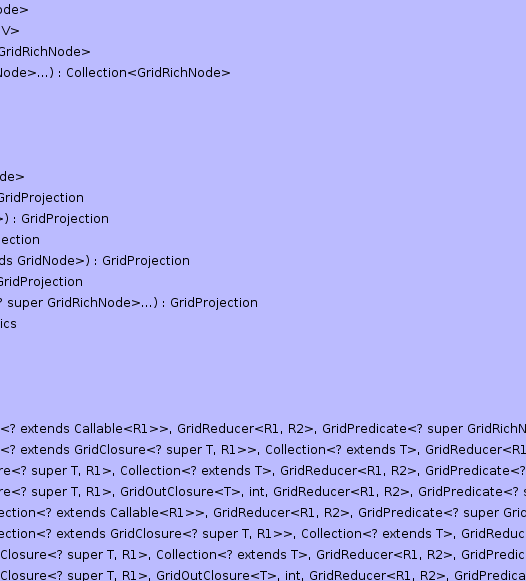 ode>
V>
GridRichNode>
Node>...) : Collection<GridRichNode>
de>
GridProjection
>) : GridProjection
ection
ds GridNode>) : GridProjection
GridProjection
? super GridRichNode>...) : GridProjection
ics
<? extends Callable<R1>>, GridReducer<R1, R2>, GridPredicate<? super GridRichN
<? extends GridClosure<? super T, R1>>, Collection<? extends T>, GridReducer<R1
re<? super T, R1>, Collection<? extends T>, GridReducer<R1, R2>, GridPredicate<?
re<? super T, R1>, GridOutClosure<T>, int, GridReducer<R1, R2>, GridPredicate<? s
ection<? extends Callable<R1>>, GridReducer<R1, R2>, GridPredicate<? super Grid
ection<? extends GridClosure<? super T, R1>>, Collection<? extends T>, GridReduc
Closure<? super T, R1>, Collection<? extends T>, GridReducer<R1, R2>, GridPredic
Closure<? super T, R1>, GridOutClosure<T>, int, GridReducer<R1, R2>, GridPredica